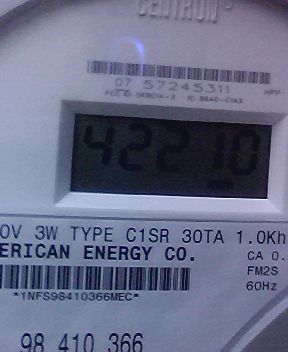 CENTRON®
07 57245311
42210
0V 3W TYPE C1SR 30TA 1.0Kh
ERICAN ENERGY CO.
CA 0.
FM2S
60Hz
*1NFS98410366MEC*
98 410 366